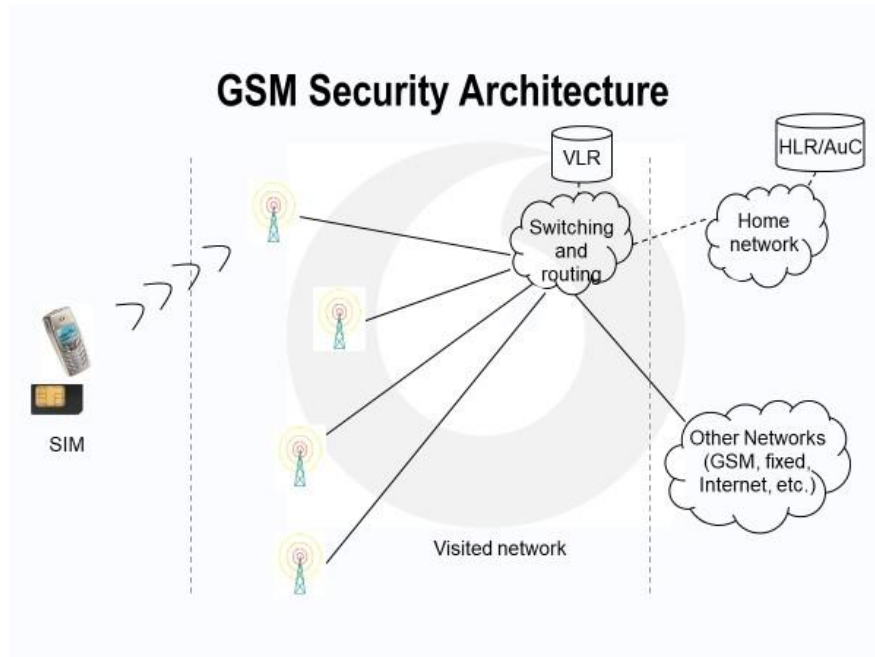 GSM Security Architecture
VLR
HLR/AuC
Switching
and
routing
Home
network
SIM
Other Networks
(GSM, fixed,
Internet, etc.)
Visited network